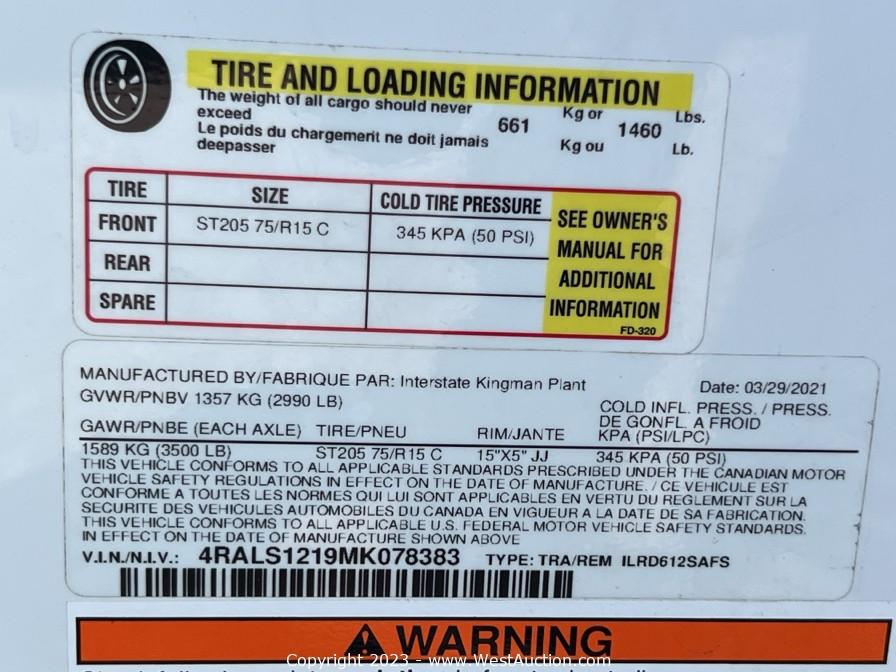 TIRE AND LOADING INFORMATION
The weight of all cargo should never exceed 661 Kg or 1460 Lbs.
Le poids du chargement ne doit jamais deepasser Kg ou Lb.
TIRE SIZE COLD TIRE PRESSURE
FRONT ST205 75/R15 C 345 KPA (50 PSI)
REAR
SPARE
SEE OWNER'S
MANUAL FOR
ADDITIONAL
INFORMATION
FD-320
MANUFACTURED BY/FABRIQUE PAR: Interstate Kingman Plant Date: 03/29/2021
GVWR/PNBV 1357 KG (2990 LB)
COLD INFL. PRESS. / PRESS.
DE GONFL. A FROID
GAWR/PNBE (EACH AXLE) TIRE/PNEU RIM/JANTE KPA (PSI/LPC)
1589 KG (3500 LB) ST205 75/R15 C 15"X5" JJ 345 KPA (50 PSI)
THIS VEHICLE CONFORMS TO ALL APPLICABLE STANDARDS PRESCRIBED UNDER THE CANADIAN MOTOR
VEHICLE SAFETY REGULATIONS IN EFFECT ON THE DATE OF MANUFACTURE. / CE VEHICULE EST
CONFORME A TOUTES LES NORMES QUI LUI SONT APPLICABLES EN VERTU DU REGLEMENT SUR LA
SECURITE DES VEHICULES AUTOMOBILES DU CANADA EN VIGUEUR A LA DATE DE SA FABRICATION.
THIS VEHICLE CONFORMS TO ALL APPLICABLE U.S. FEDERAL MOTOR VEHICLE SAFETY STANDARDS.
IN EFFECT ON THE DATE OF MANUFACTURE SHOWN ABOVE
V.I.N./N.I.V.: 4RALS1219MK078383 TYPE: TRA/REM ILRD612SAFS
WARNING
Copyright 2023 - www.WestAuction.com